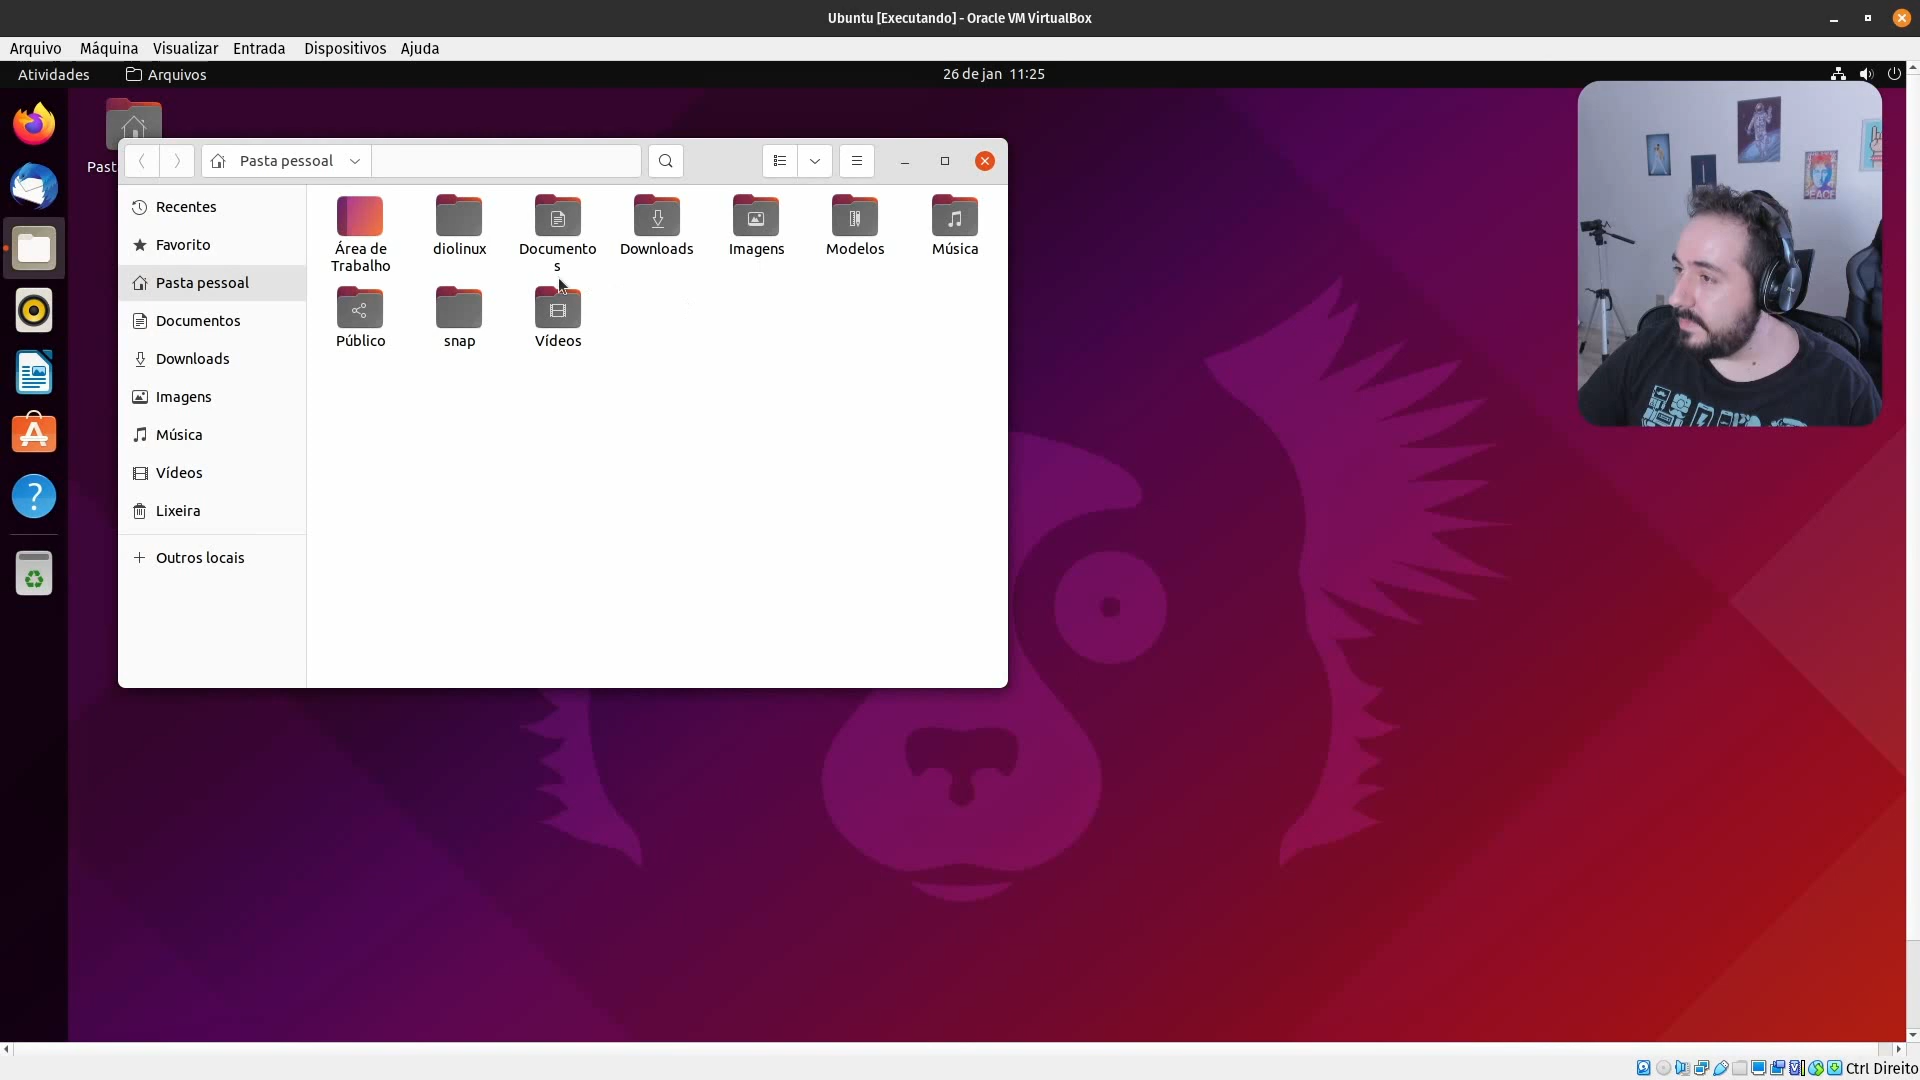 Ubuntu [Executando] - Oracle VM VirtualBox
Arquivo Máquina Visualizar Entrada Dispositivos Ajuda
Atividades Arquivos 26 de jan 11:25
Past
Pasta pessoal
Recentes
Favorito
Pasta pessoal
Documentos
Downloads
Imagens
Música
Vídeos
Lixeira
Outros locais
Área de
Trabalho
diolinux
Documento
s
Downloads
Imagens
Modelos
Música
Público
snap
Vídeos
PEACE
Ctrl Direito